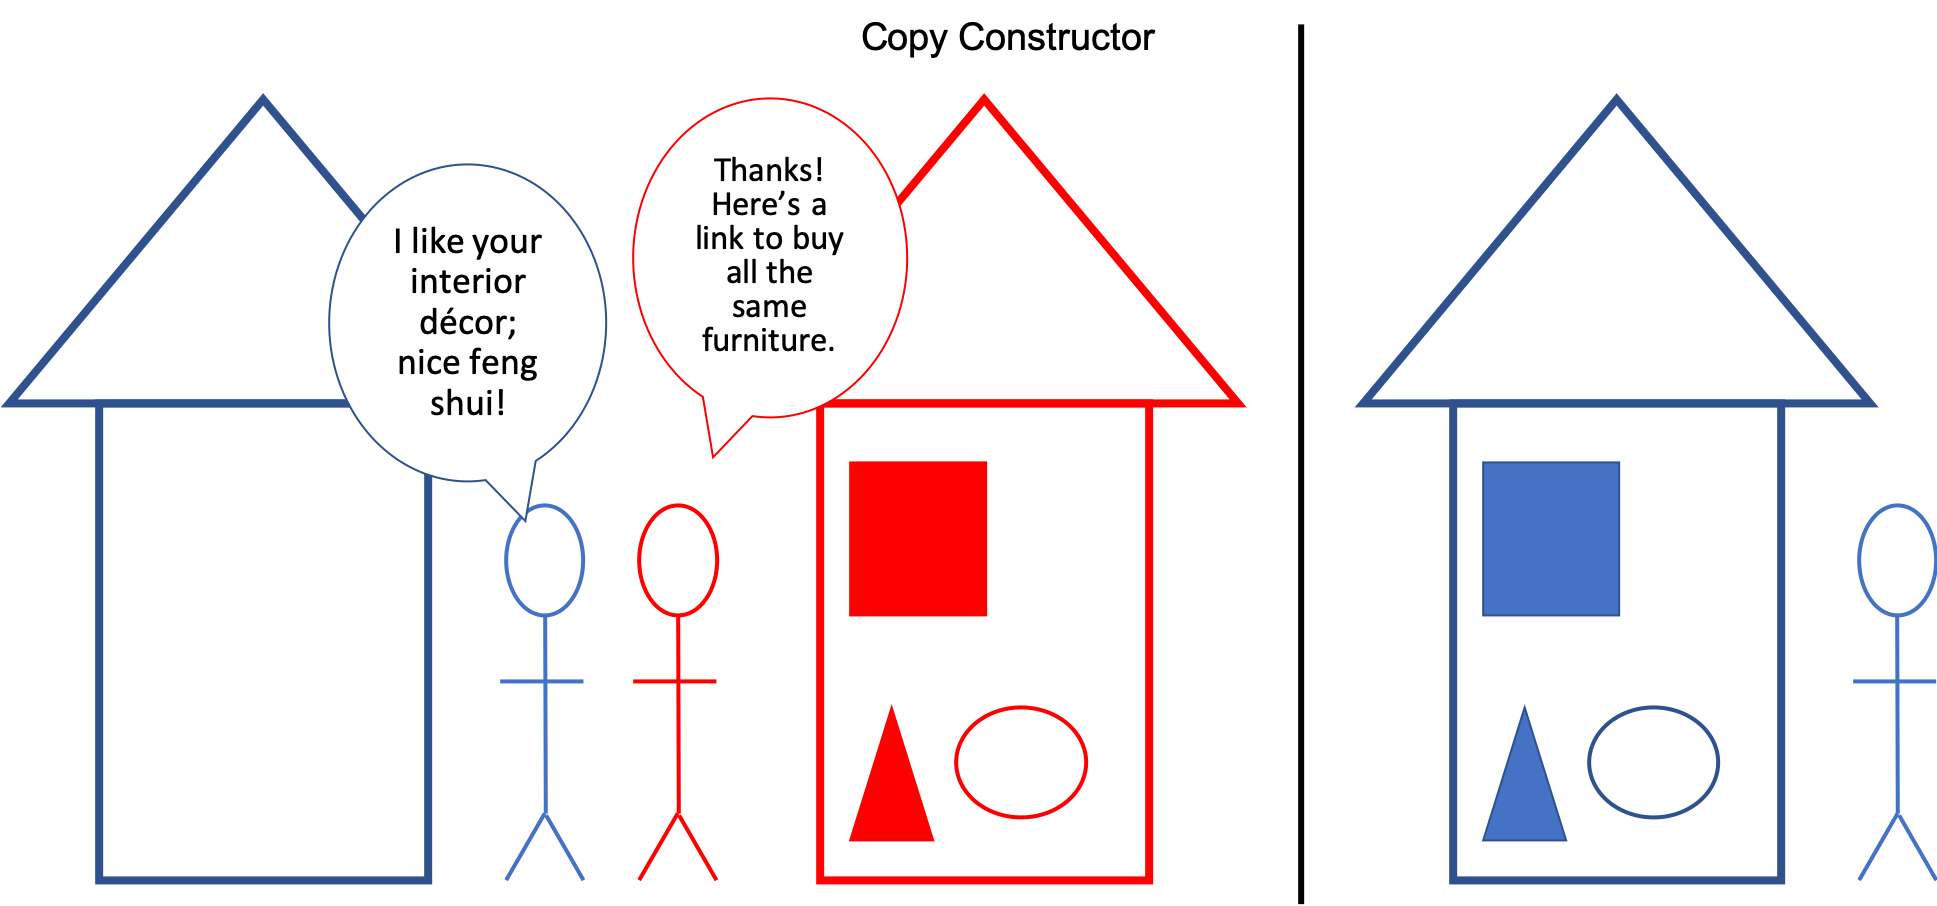 Copy Constructor
I like your
interior
décor;
nice feng
shui!
Thanks!
Here’s a
link to buy
all the
same
furniture.